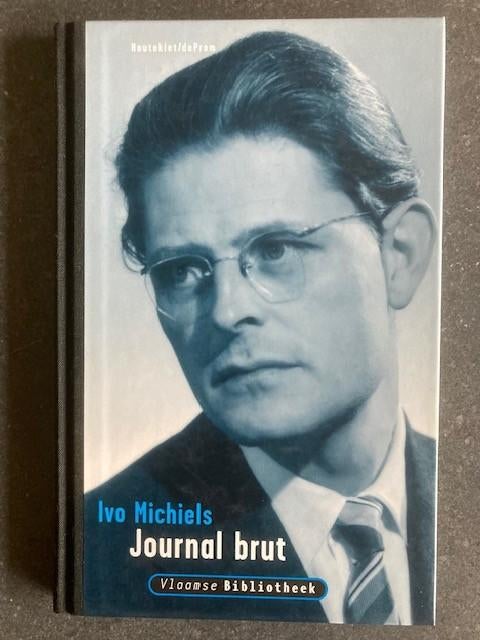 Houtekiet/deProm
Ivo Michiels
Journal brut
Vlaamse Bibliotheek